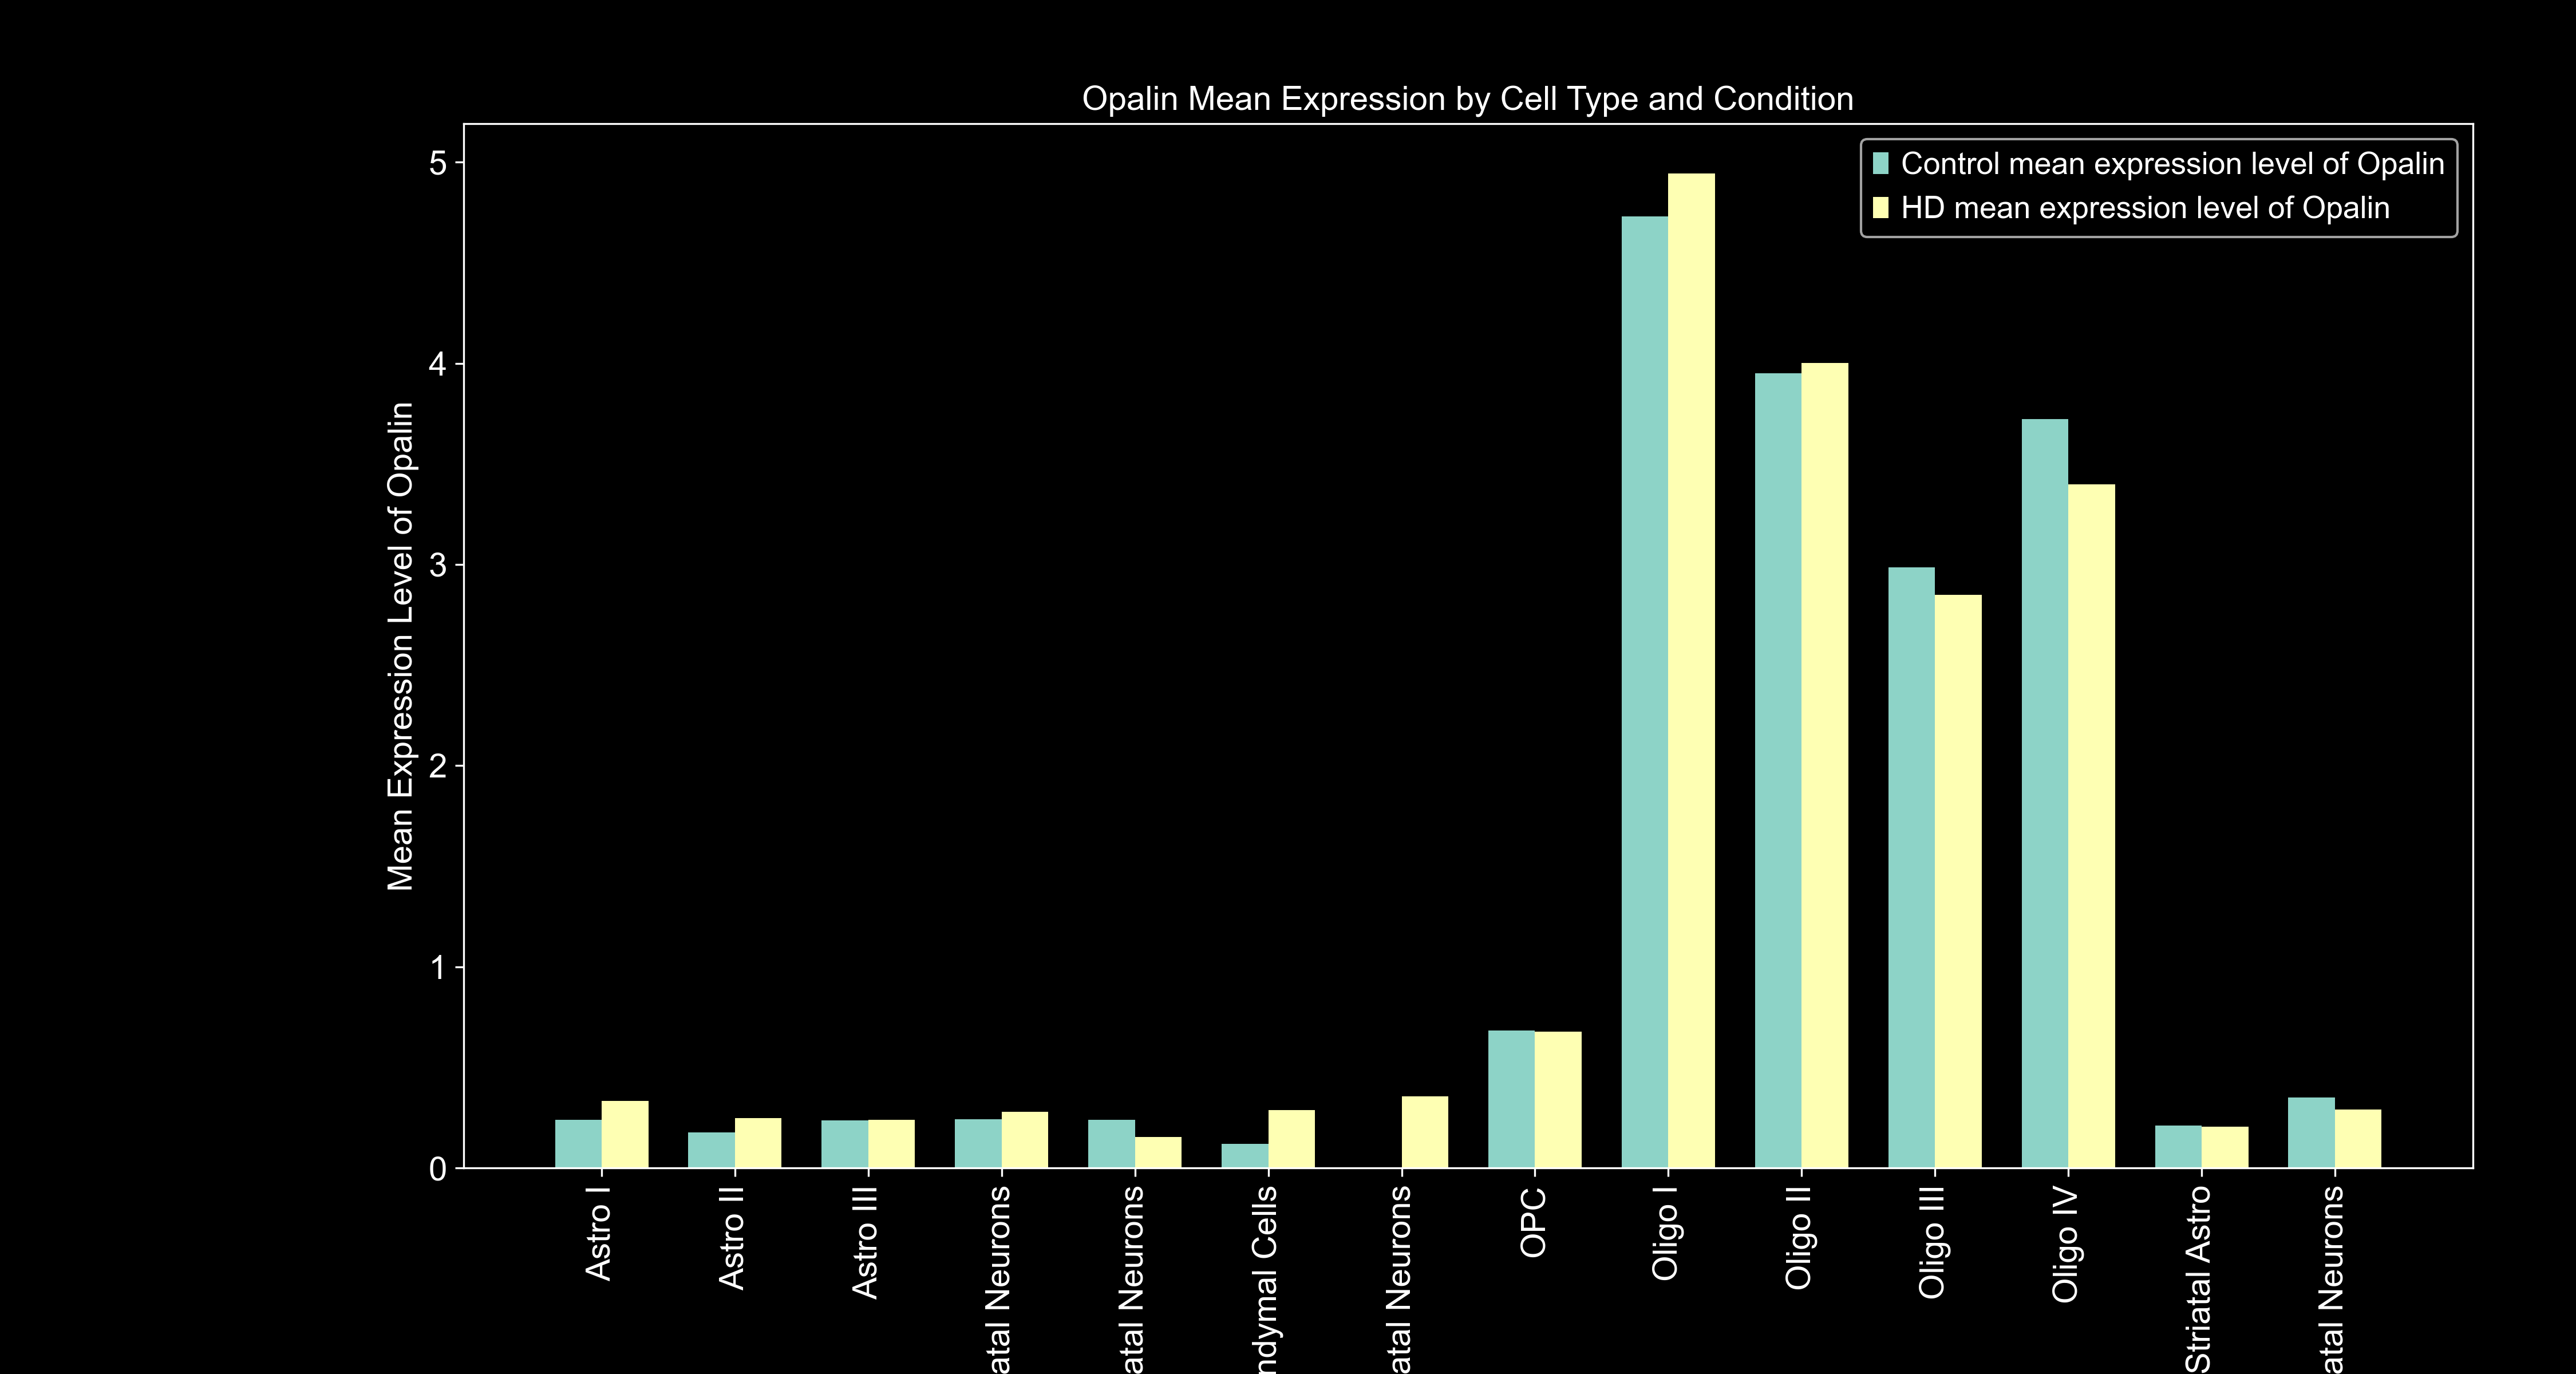 Opalin Mean Expression by Cell Type and Condition
Control mean expression level of Opalin
HD mean expression level of Opalin
Mean Expression Level of Opalin
5
4
3
2
1
0
Astro I
Astro II
Astro III
atal Neurons
atal Neurons
ndymal Cells
atal Neurons
OPC
Oligo I
Oligo II
Oligo III
Oligo IV
Striatal Astro
atal Neurons